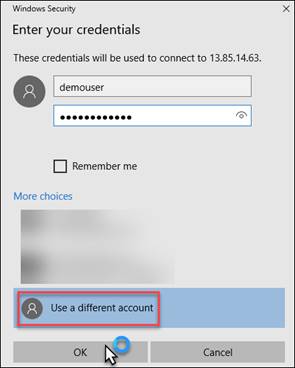 Windows Security
Enter your credentials
These credentials will be used to connect to 13.85.14.63.
demouser
••••••••••••
Remember me
More choices
Use a different account
OK
Cancel